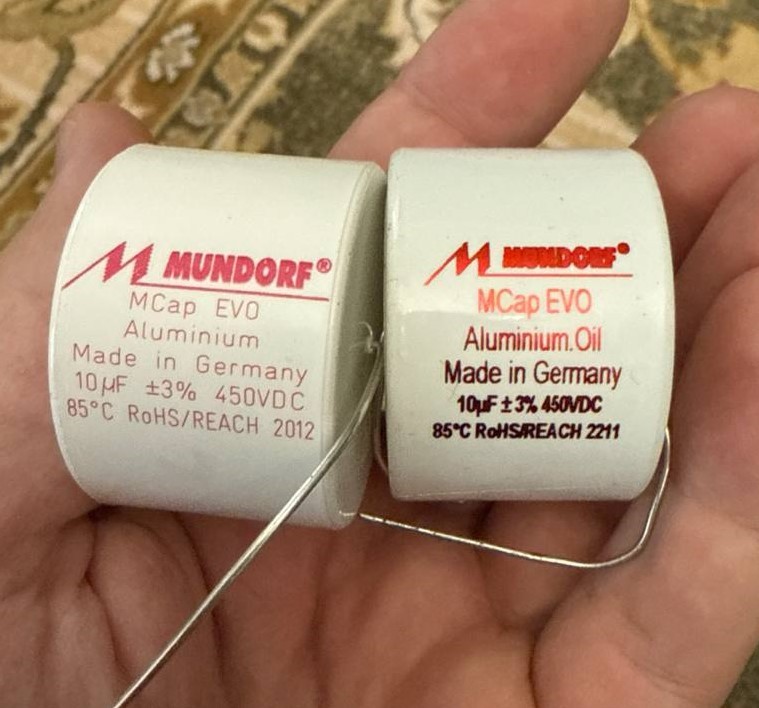 MUNDORF®
MCap EVO
Aluminium
Made in Germany
10µF ±3% 450VDC
85°C RoHS/REACH 2012
MUNDORF®
MCap EVO
Aluminium.Oil
Made in Germany
10µF ±3% 450VDC
85°C RoHS/REACH 2211